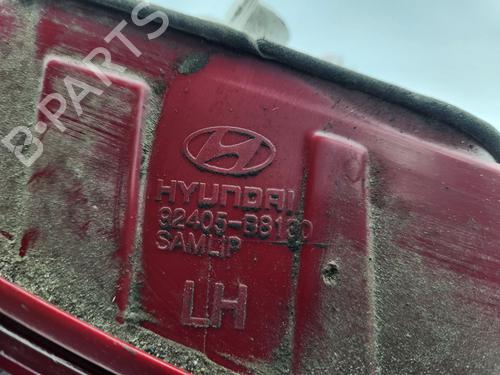 B-PARTS
HYUNDAI
92405-B8130
SAMLIP
LH